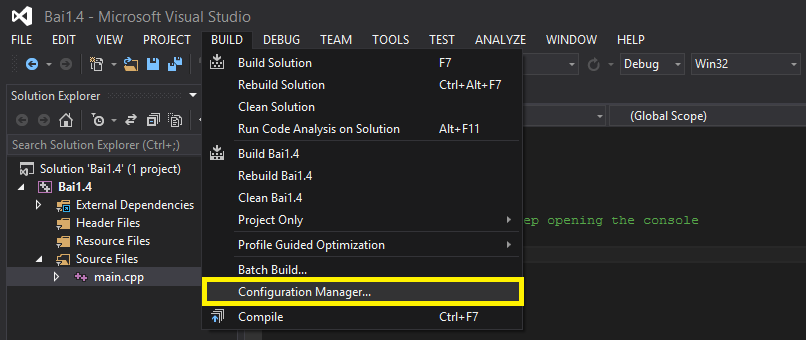 Bai1.4 - Microsoft Visual Studio
FILE EDIT VIEW PROJECT BUILD DEBUG TEAM TOOLS TEST ANALYZE WINDOW HELP
Debug Win32
Solution Explorer
Search Solution Explorer (Ctrl+;)
Solution 'Bai1.4' (1 project)
Bai1.4
External Dependencies
Header Files
Resource Files
Source Files
main.cpp
Build Solution F7
Rebuild Solution Ctrl+Alt+F7
Clean Solution
Run Code Analysis on Solution Alt+F11
Build Bai1.4
Rebuild Bai1.4
Clean Bai1.4
Project Only
Profile Guided Optimization
Batch Build...
Configuration Manager...
Compile Ctrl+F7
(Global Scope)
ep opening the console